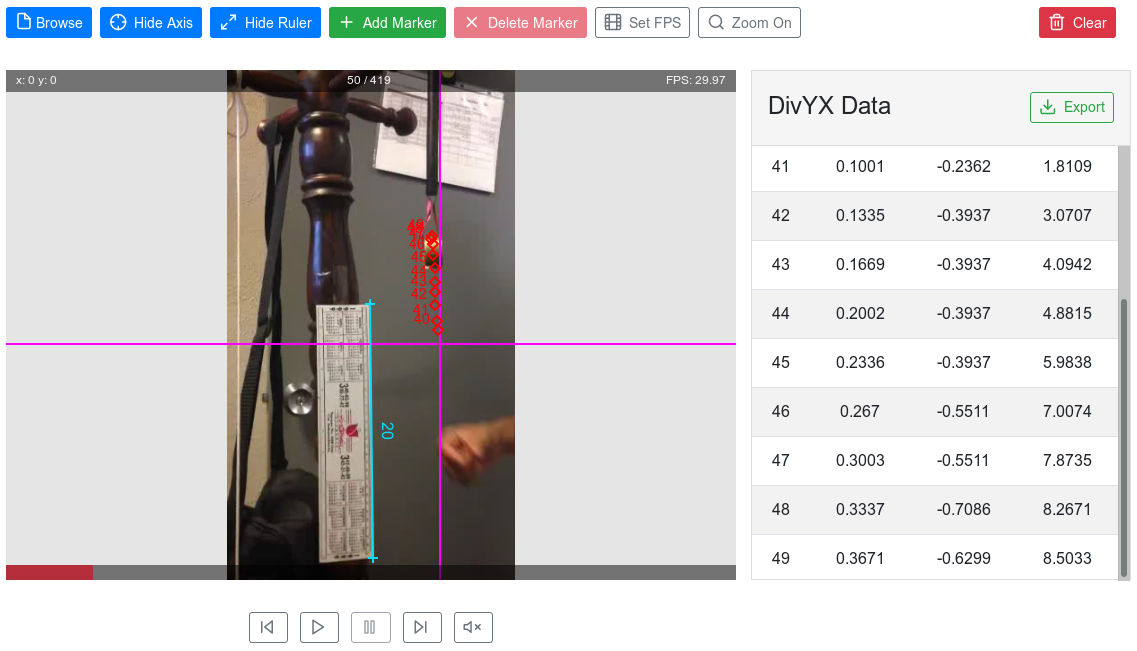 Browse Hide Axis Hide Ruler Add Marker Delete Marker Set FPS Zoom On Clear
x: 0 y: 0 50 / 419 FPS: 29.97
DivYX Data Export
41 0.1001 -0.2362 1.8109
42 0.1335 -0.3937 3.0707
43 0.1669 -0.3937 4.0942
44 0.2002 -0.3937 4.8815
45 0.2336 -0.3937 5.9838
46 0.267 -0.5511 7.0074
47 0.3003 -0.5511 7.8735
48 0.3337 -0.7086 8.2671
49 0.3671 -0.6299 8.5033
46
45
44
43
42
41
40
20